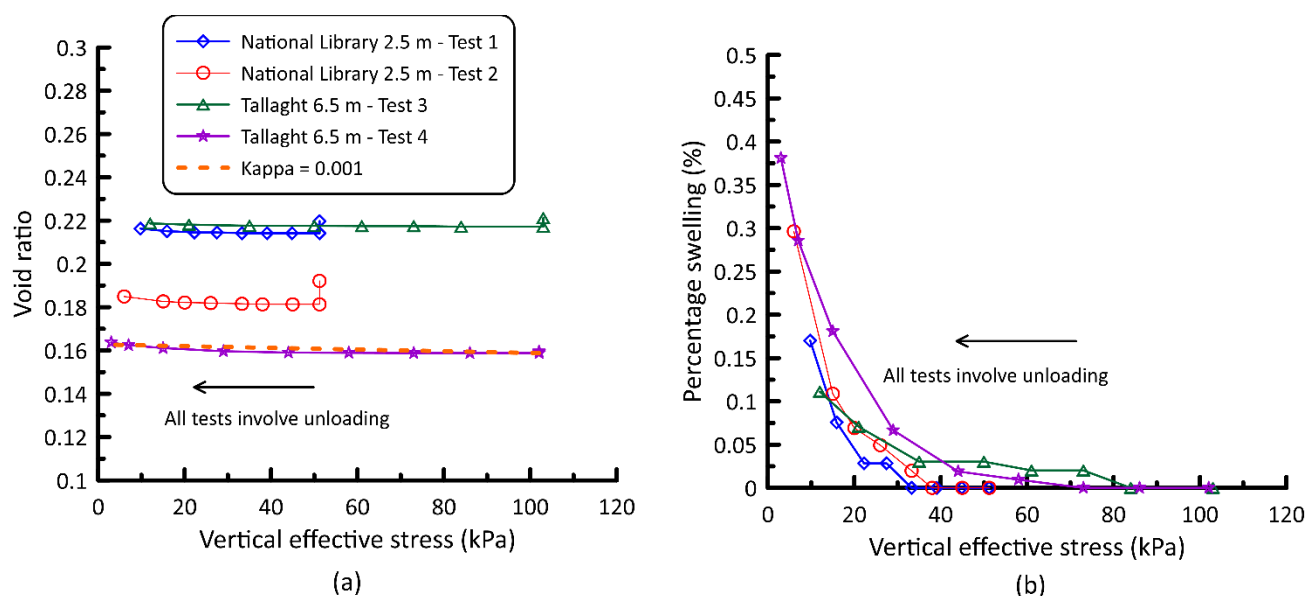 0.3
0.28
0.26
0.24
0.22
0.2
0.18
0.16
0.14
0.12
0.1
Void ratio
National Library 2.5 m - Test 1
National Library 2.5 m - Test 2
Tallaght 6.5 m - Test 3
Tallaght 6.5 m - Test 4
Kappa = 0.001
All tests involve unloading
0 20 40 60 80 100 120
Vertical effective stress (kPa)
(a)
0.5
0.45
0.4
0.35
0.3
0.25
0.2
0.15
0.1
0.05
0
Percentage swelling (%)
All tests involve unloading
0 20 40 60 80 100 120
Vertical effective stress (kPa)
(b)